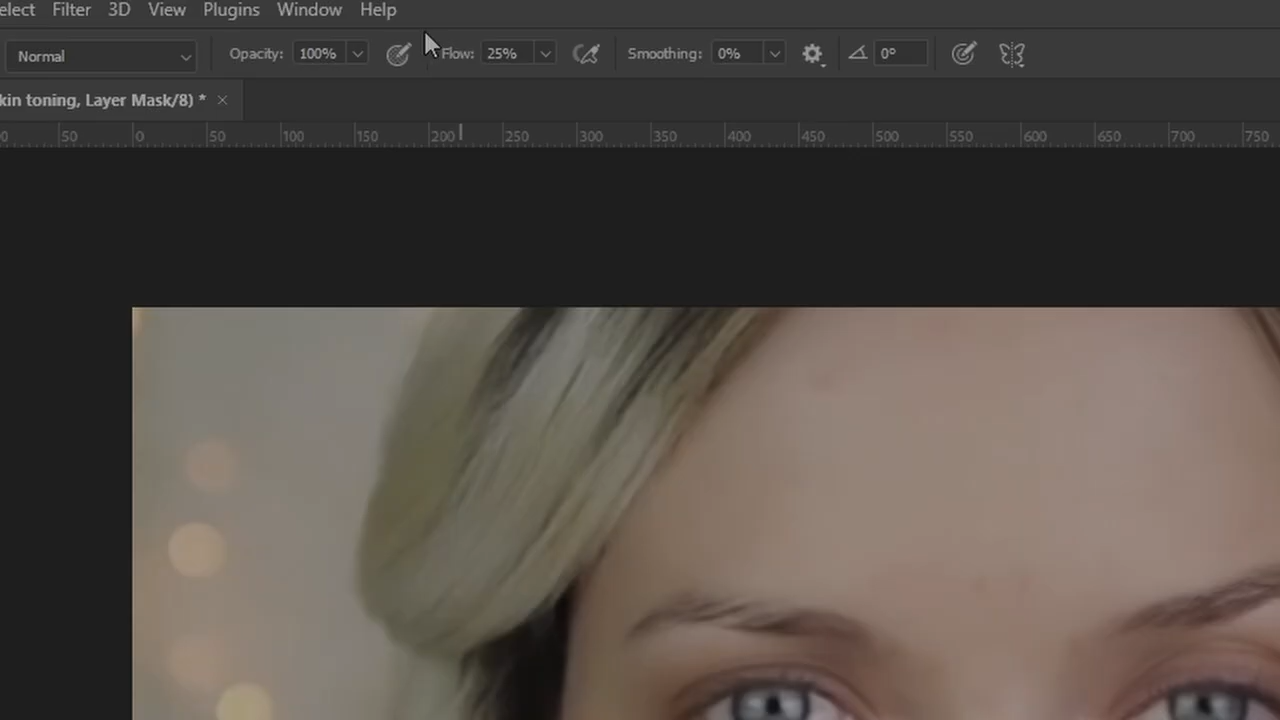 elect Filter 3D View Plugins Window Help
Normal Opacity: 100% Flow: 25% Smoothing: 0% 0°
kin toning, Layer Mask/8) * ×
0 50 0 50 100 150 200 250 300 350 400 450 500 550 600 650 700 750